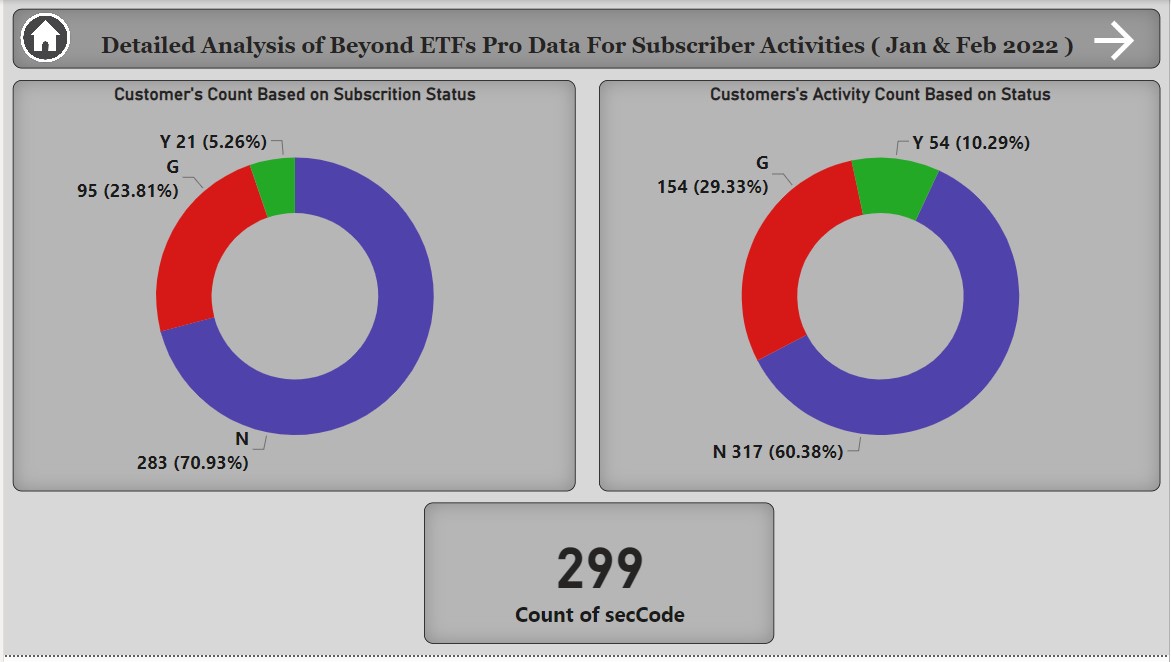 Detailed Analysis of Beyond ETFs Pro Data For Subscriber Activities ( Jan & Feb 2022 )
Customer's Count Based on Subscrition Status
Y 21 (5.26%)
G
95 (23.81%)
N
283 (70.93%)
Customers's Activity Count Based on Status
Y 54 (10.29%)
G
154 (29.33%)
N 317 (60.38%)
299
Count of secCode